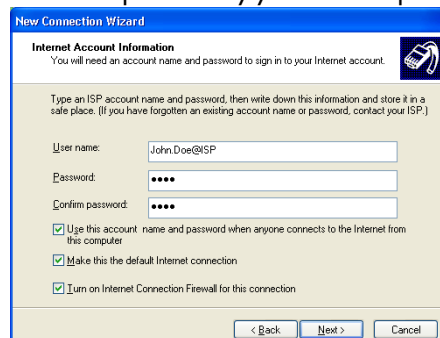 New Connection Wizard
Internet Account Information
You will need an account name and password to sign in to your Internet account.
Type an ISP account name and password, then write down this information and store it in a
safe place. (If you have forgotten an existing account name or password, contact your ISP.)
User name:
John.Doe@ISP
Password:
••••
Confirm password:
••••
Use this account name and password when anyone connects to the Internet from
this computer
Make this the default Internet connection
Turn on Internet Connection Firewall for this connection
< Back Next > Cancel